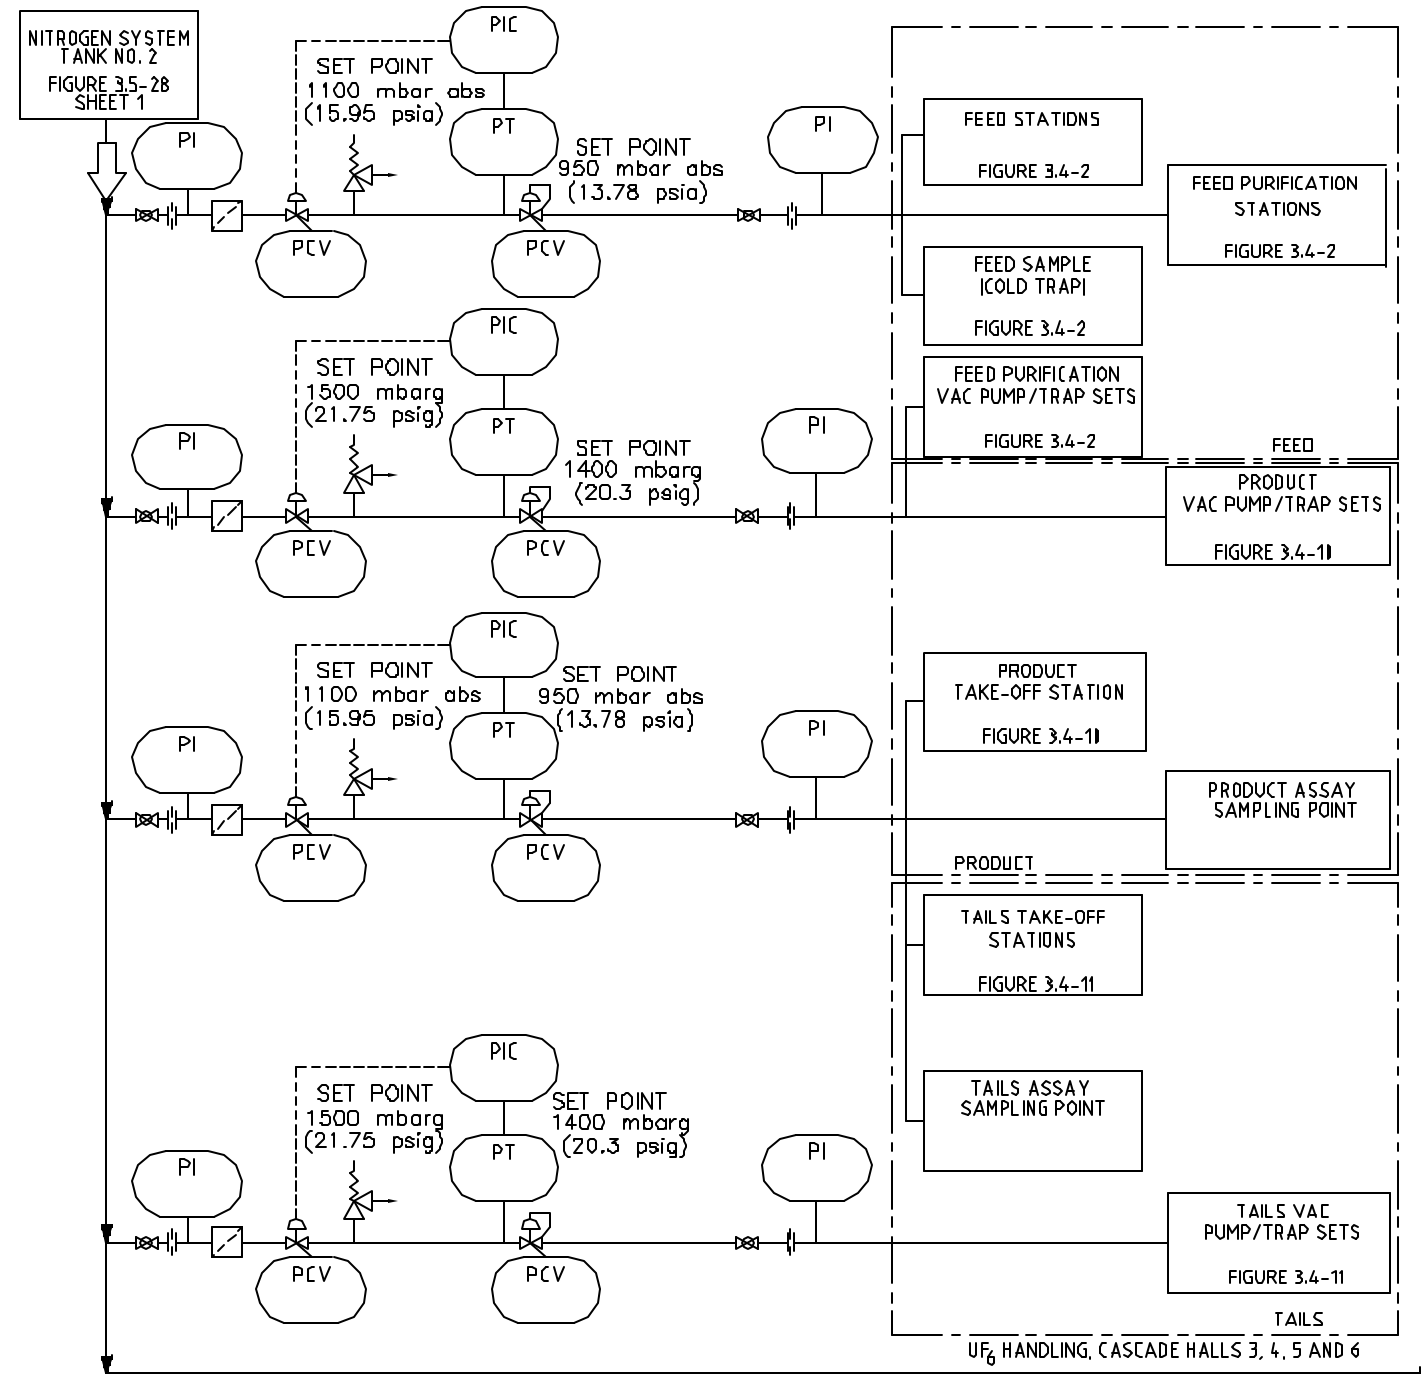 NITROGEN SYSTEM
TANK NO. 2
FIGURE 3.5-2B
SHEET 1
PIC
SET POINT
1100 mbar abs
(15.95 psia)
PI
PT
SET POINT
950 mbar abs
(13.78 psia)
PI
PCV
PCV
FEED STATIONS
FIGURE 3.4-2
FEED PURIFICATION
STATIONS
FIGURE 3.4-2
FEED SAMPLE
(COLD TRAP)
FIGURE 3.4-2
PIC
SET POINT
1500 mbarg
(21.75 psig)
PI
PT
SET POINT
1400 mbarg
(20.3 psig)
PI
PCV
PCV
FEED PURIFICATION
VAC PUMP/TRAP SETS
FIGURE 3.4-2
FEED
PRODUCT
VAC PUMP/TRAP SETS
FIGURE 3.4-10
PIC
SET POINT
1100 mbar abs
(15.95 psia)
SET POINT
950 mbar abs
(13.78 psia)
PI
PT
PI
PCV
PCV
PRODUCT
TAKE-OFF STATION
FIGURE 3.4-10
PRODUCT ASSAY
SAMPLING POINT
PRODUCT
TAILS TAKE-OFF
STATIONS
FIGURE 3.4-11
PIC
SET POINT
1500 mbarg
(21.75 psig)
SET POINT
1400 mbarg
(20.3 psig)
PI
PT
PI
PCV
PCV
TAILS ASSAY
SAMPLING POINT
TAILS VAC
PUMP/TRAP SETS
FIGURE 3.4-11
TAILS
UF6 HANDLING, CASCADE HALLS 3, 4, 5 AND 6